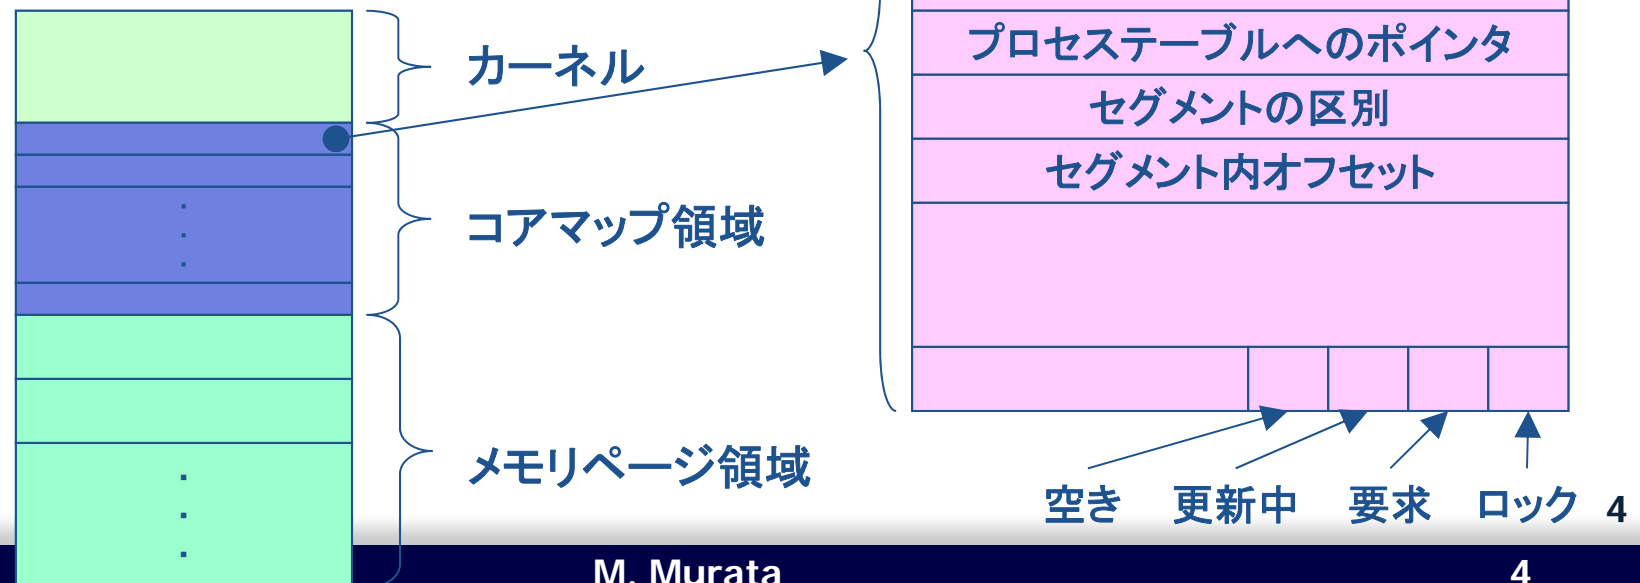 カーネル
コアマップ領域
メモリページ領域
プロセステーブルへのポインタ
セグメントの区別
セグメント内オフセット
空き 更新中 要求 ロック
4
M. Murata
4